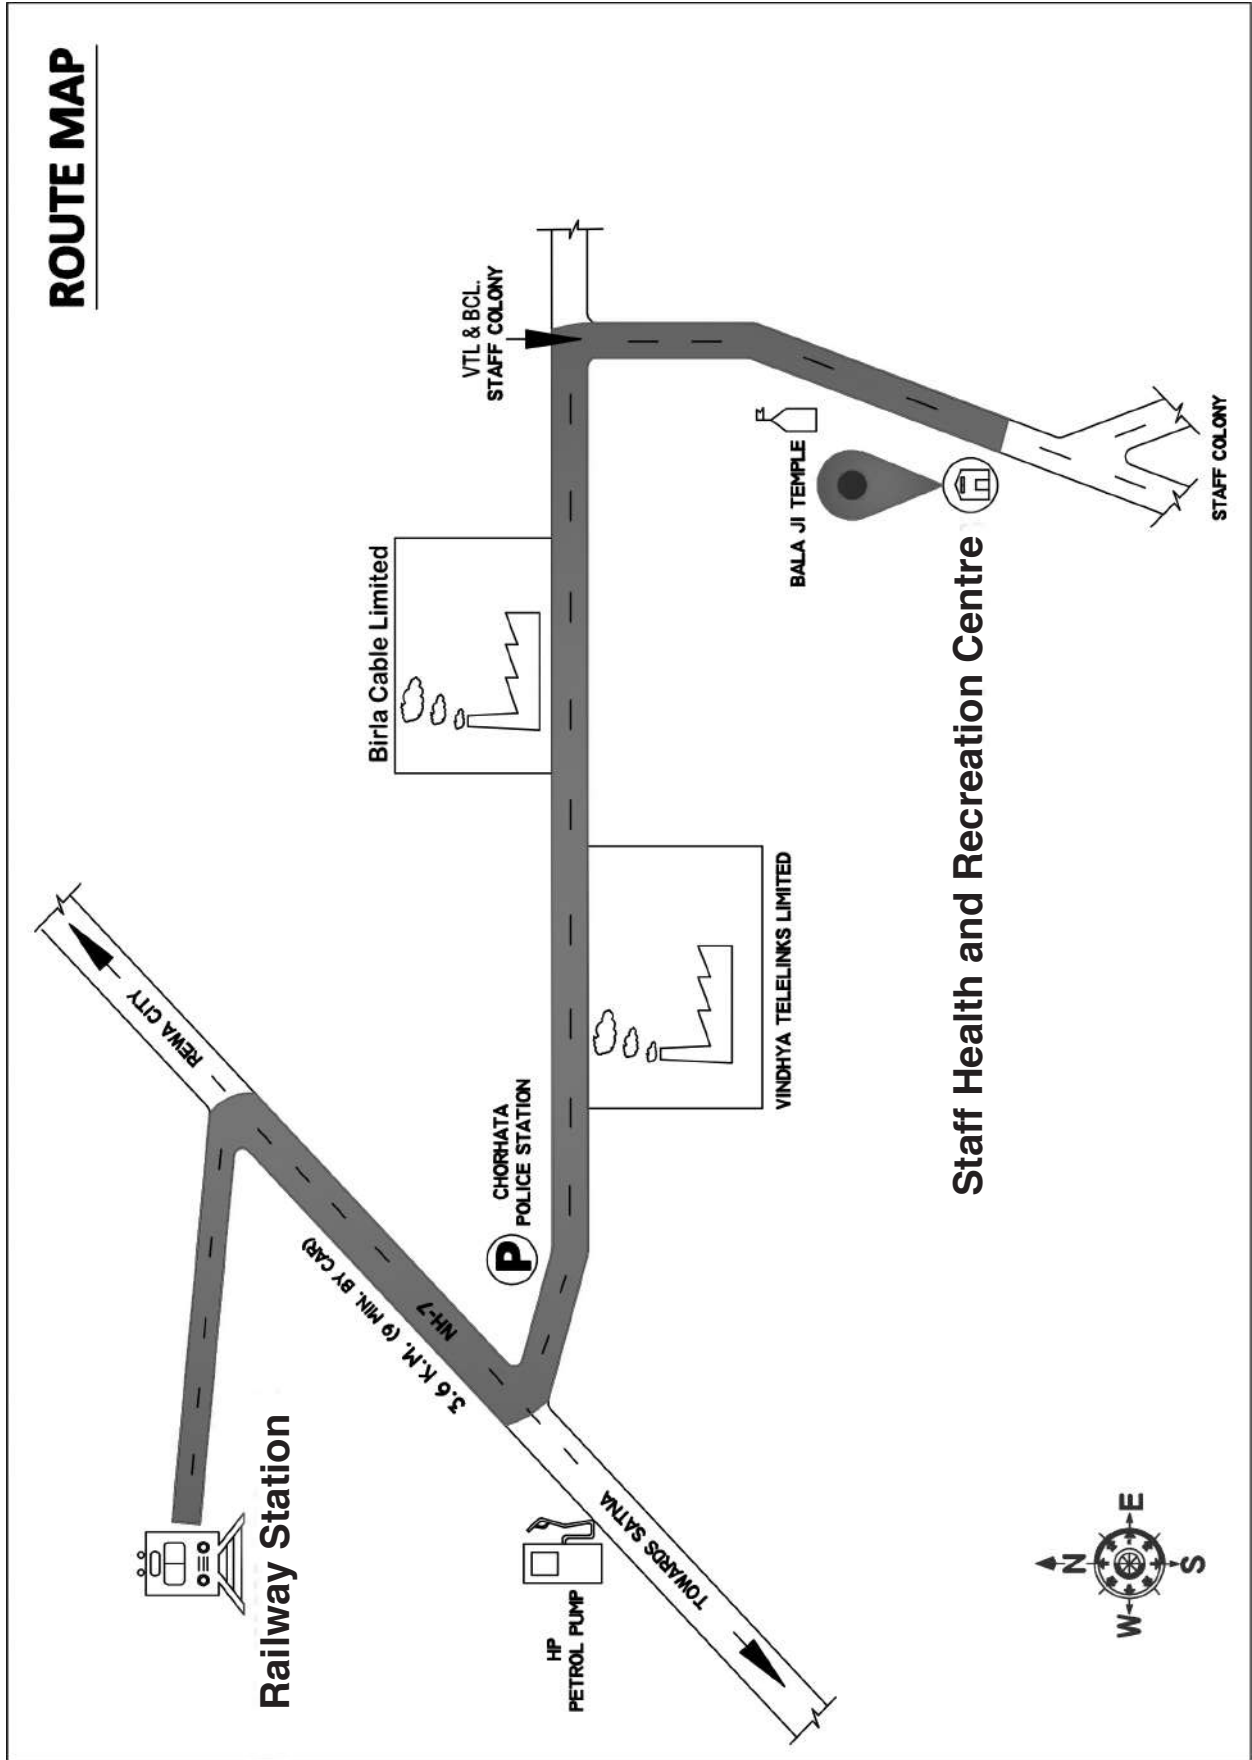 ROUTE MAP
Railway Station
REWA CITY
3.6 K.M. (9 MIN. BY CAR)
NH-7
HP
PETROL PUMP
TOWARDS SATNA
P
CHORHATA
POLICE STATION
Birla Cable Limited
VINDHYA TELELINKS LIMITED
VTL & BCL.
STAFF COLONY
BALA JI TEMPLE
Staff Health and Recreation Centre
STAFF COLONY
N
W
E
S